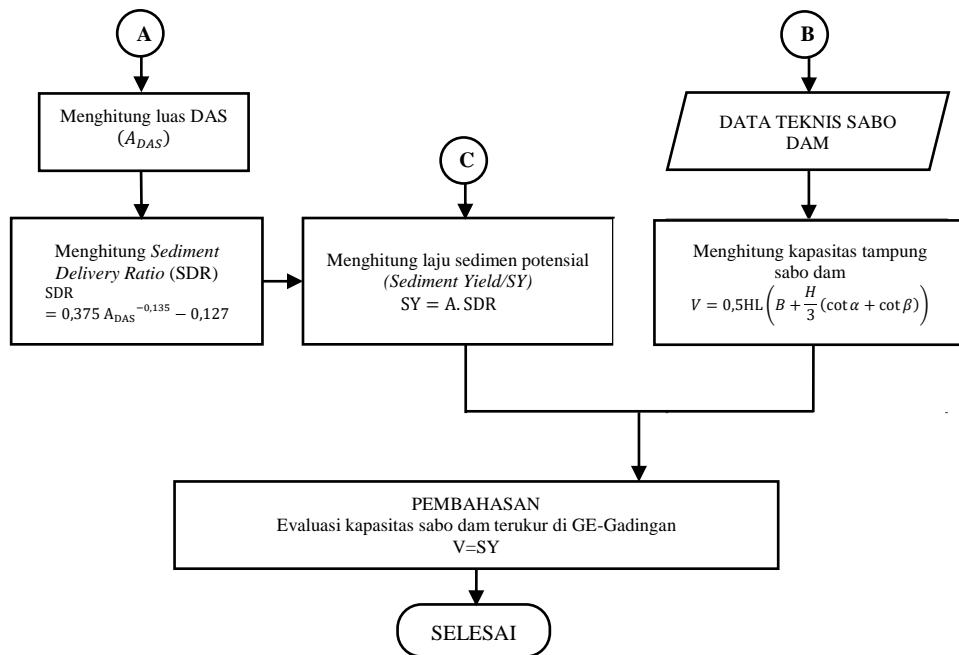 A
B
Menghitung luas DAS
(𝐴𝐷𝐴𝑆)
DATA TEKNIS SABO
DAM
C
Menghitung Sediment
Delivery Ratio (SDR)
SDR
= 0,375 A_DAS^−0,135 − 0,127
Menghitung laju sedimen potensial
(Sediment Yield/SY)
SY = A. SDR
Menghitung kapasitas tampung
sabo dam
V = 0,5HL(B + H/3 (cot α + cot β))
PEMBAHASAN
Evaluasi kapasitas sabo dam terukur di GE-Gadingan
V=SY
SELESAI